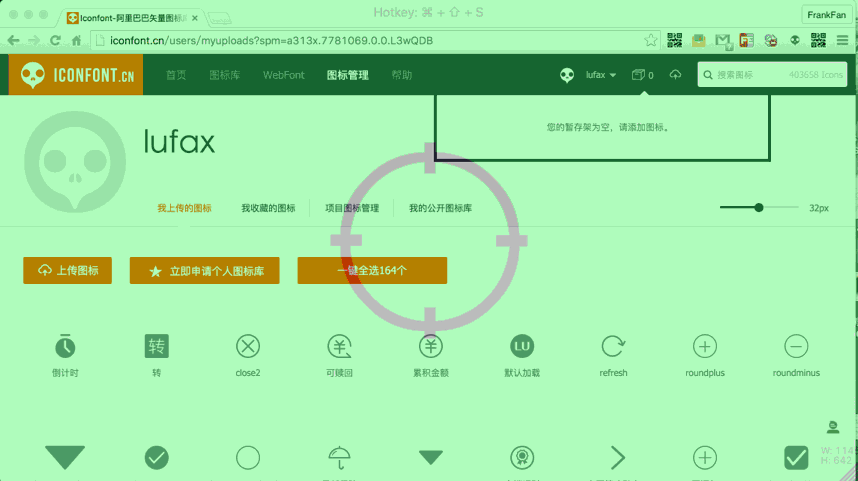 Hotkey: ⌘ + ⇧ + S
Iconfont-阿里巴巴矢量图标库
FrankFan
iconfont.cn/users/myuploads?spm=a313x.7781069.0.0.L3wQDB
ICONFONT.CN
首页 图标库 WebFont 图标管理 帮助
lufax 0
搜索图标 403658 Icons
您的暂存架为空，请添加图标。
lufax
我上传的图标 我收藏的图标 项目图标管理 我的公开图标库
32px
上传图标 立即申请个人图标库 一键全选164个
转 LU
倒计时 转 close2 可赎回 累积金额 默认加载 refresh roundplus roundminus
W: 114
H: 642